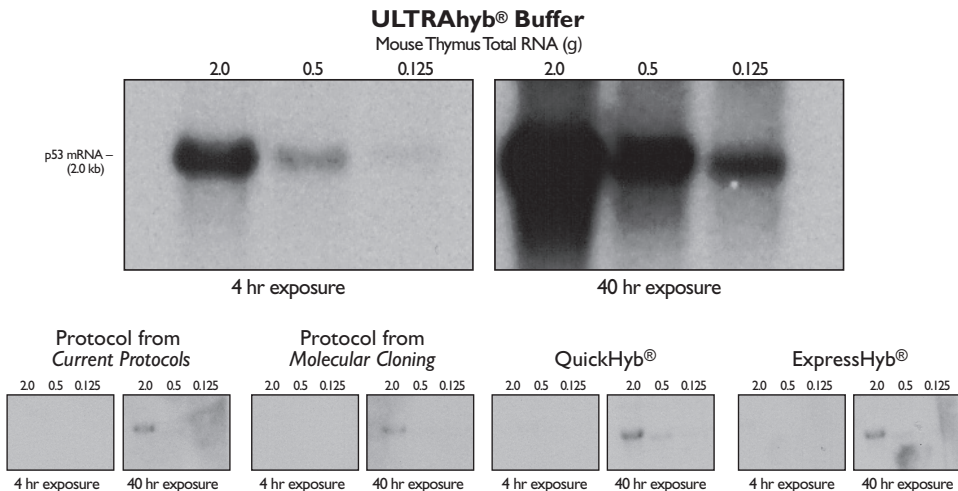 ULTRAhyb® Buffer
Mouse Thymus Total RNA (g)
2.0 0.5 0.125
2.0 0.5 0.125
p53 mRNA –
(2.0 kb)
4 hr exposure
40 hr exposure
Protocol from
Current Protocols
2.0 0.5 0.125
2.0 0.5 0.125
4 hr exposure
40 hr exposure
Protocol from
Molecular Cloning
2.0 0.5 0.125
2.0 0.5 0.125
4 hr exposure
40 hr exposure
QuickHyb®
2.0 0.5 0.125
2.0 0.5 0.125
4 hr exposure
40 hr exposure
ExpressHyb®
2.0 0.5 0.125
2.0 0.5 0.125
4 hr exposure
40 hr exposure